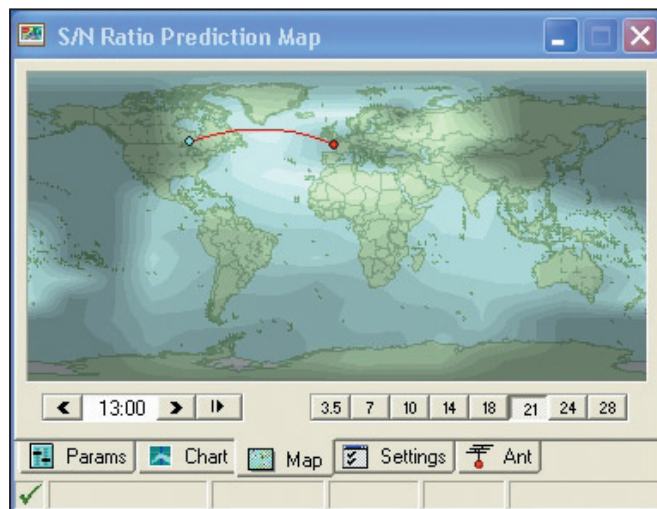 S/N Ratio Prediction Map
13:00 3.5 7 10 14 18 21 24 28
Params Chart Map Settings Ant